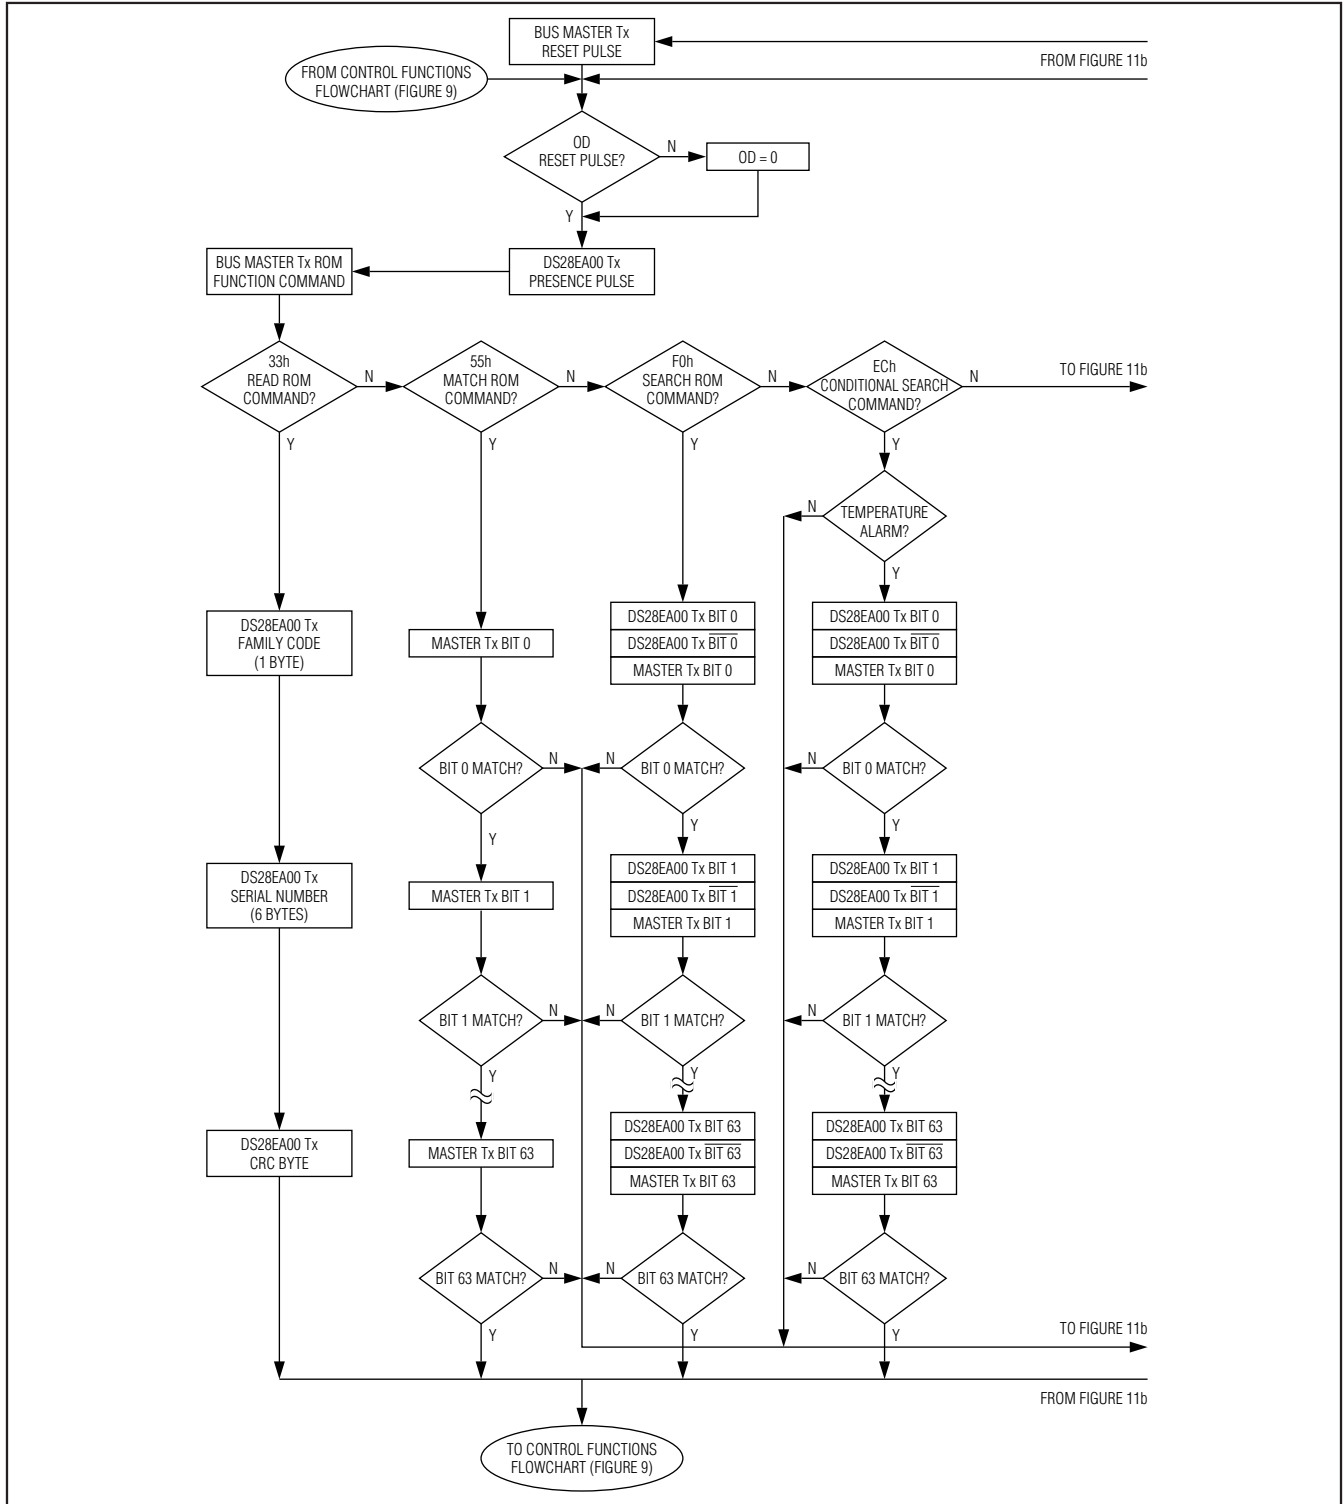 BUS MASTER Tx
RESET PULSE
FROM FIGURE 11b
FROM CONTROL FUNCTIONS
FLOWCHART (FIGURE 9)
OD
RESET PULSE?
N
OD = 0
Y
BUS MASTER Tx ROM
FUNCTION COMMAND
DS28EA00 Tx
PRESENCE PULSE
33h
READ ROM
COMMAND?
N
55h
MATCH ROM
COMMAND?
N
F0h
SEARCH ROM
COMMAND?
N
ECh
CONDITIONAL SEARCH
COMMAND?
N
TO FIGURE 11b
Y
Y
Y
Y
N
TEMPERATURE
ALARM?
Y
DS28EA00 Tx
FAMILY CODE
(1 BYTE)
MASTER Tx BIT 0
DS28EA00 Tx BIT 0
DS28EA00 Tx B̅I̅T̅ ̅0̅
MASTER Tx BIT 0
DS28EA00 Tx BIT 0
DS28EA00 Tx B̅I̅T̅ ̅0̅
MASTER Tx BIT 0
BIT 0 MATCH?
N
N
BIT 0 MATCH?
N
BIT 0 MATCH?
Y
Y
Y
DS28EA00 Tx
SERIAL NUMBER
(6 BYTES)
MASTER Tx BIT 1
DS28EA00 Tx BIT 1
DS28EA00 Tx B̅I̅T̅ ̅1̅
MASTER Tx BIT 1
DS28EA00 Tx BIT 1
DS28EA00 Tx B̅I̅T̅ ̅1̅
MASTER Tx BIT 1
BIT 1 MATCH?
N
N
BIT 1 MATCH?
N
BIT 1 MATCH?
Y
Y
Y
DS28EA00 Tx
CRC BYTE
MASTER Tx BIT 63
DS28EA00 Tx BIT 63
DS28EA00 Tx B̅I̅T̅ ̅6̅3̅
MASTER Tx BIT 63
DS28EA00 Tx BIT 63
DS28EA00 Tx B̅I̅T̅ ̅6̅3̅
MASTER Tx BIT 63
BIT 63 MATCH?
N
N
BIT 63 MATCH?
N
BIT 63 MATCH?
Y
Y
Y
TO FIGURE 11b
FROM FIGURE 11b
TO CONTROL FUNCTIONS
FLOWCHART (FIGURE 9)